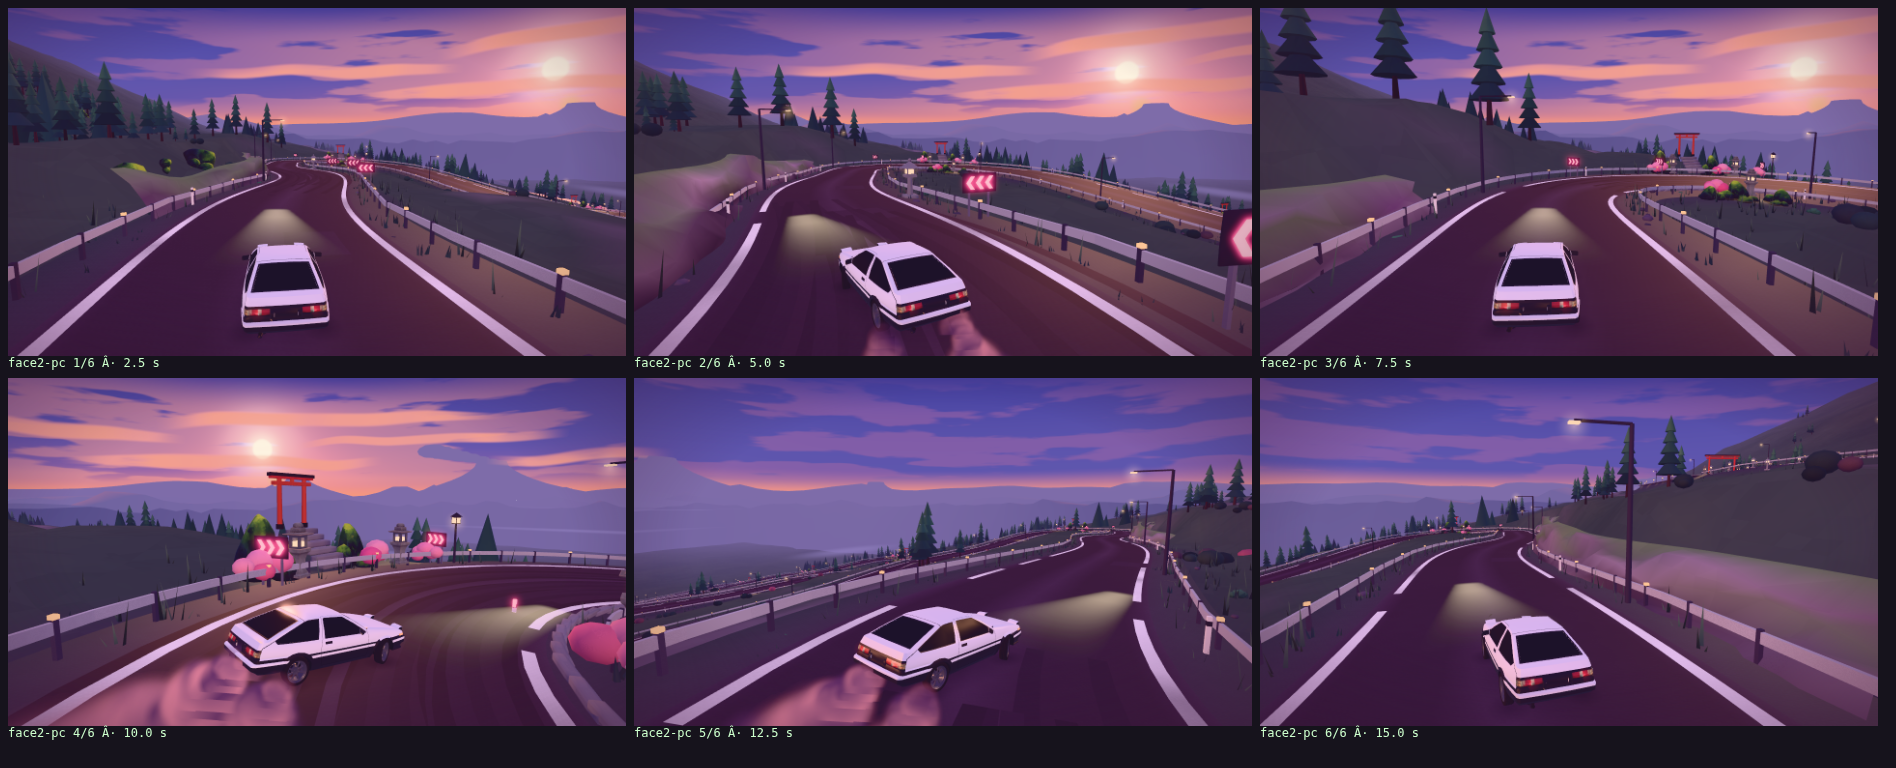 face2-pc 1/6 Â· 2.5 s
face2-pc 2/6 Â· 5.0 s
face2-pc 3/6 Â· 7.5 s
face2-pc 4/6 Â· 10.0 s
face2-pc 5/6 Â· 12.5 s
face2-pc 6/6 Â· 15.0 s